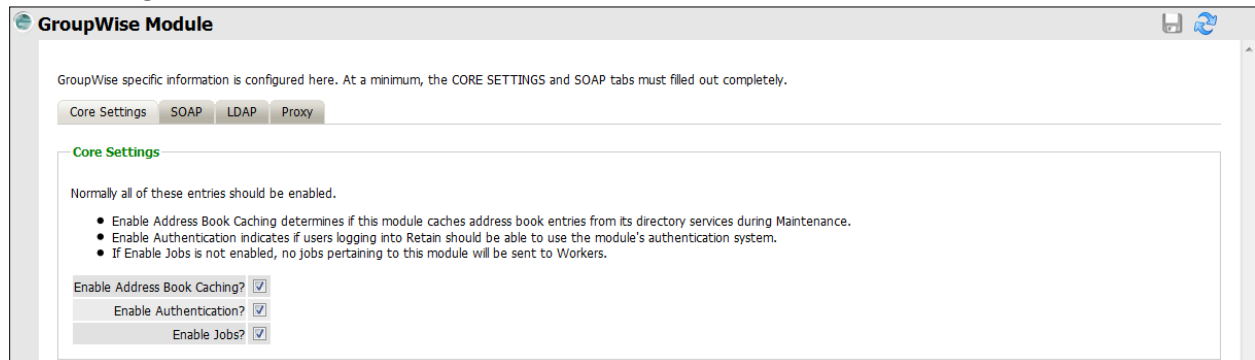 GroupWise Module
GroupWise specific information is configured here. At a minimum, the CORE SETTINGS and SOAP tabs must filled out completely.
Core Settings SOAP LDAP Proxy
Core Settings
Normally all of these entries should be enabled.
• Enable Address Book Caching determines if this module caches address book entries from its directory services during Maintenance.
• Enable Authentication indicates if users logging into Retain should be able to use the module's authentication system.
• If Enable Jobs is not enabled, no jobs pertaining to this module will be sent to Workers.
Enable Address Book Caching?
Enable Authentication?
Enable Jobs?